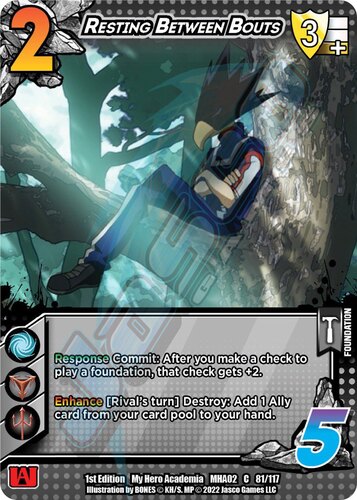 2
RESTING BETWEEN BOUTS
3
+
FOUNDATION
Response Commit: After you make a check to
play a foundation, that check gets +2.
Enhance [Rival's turn] Destroy: Add 1 Ally
card from your card pool to your hand.
5
UA
1st Edition My Hero Academia MHA02 C 81/117
Illustration by BONES © KH/S. MP © 2022 Jasco Games LLC